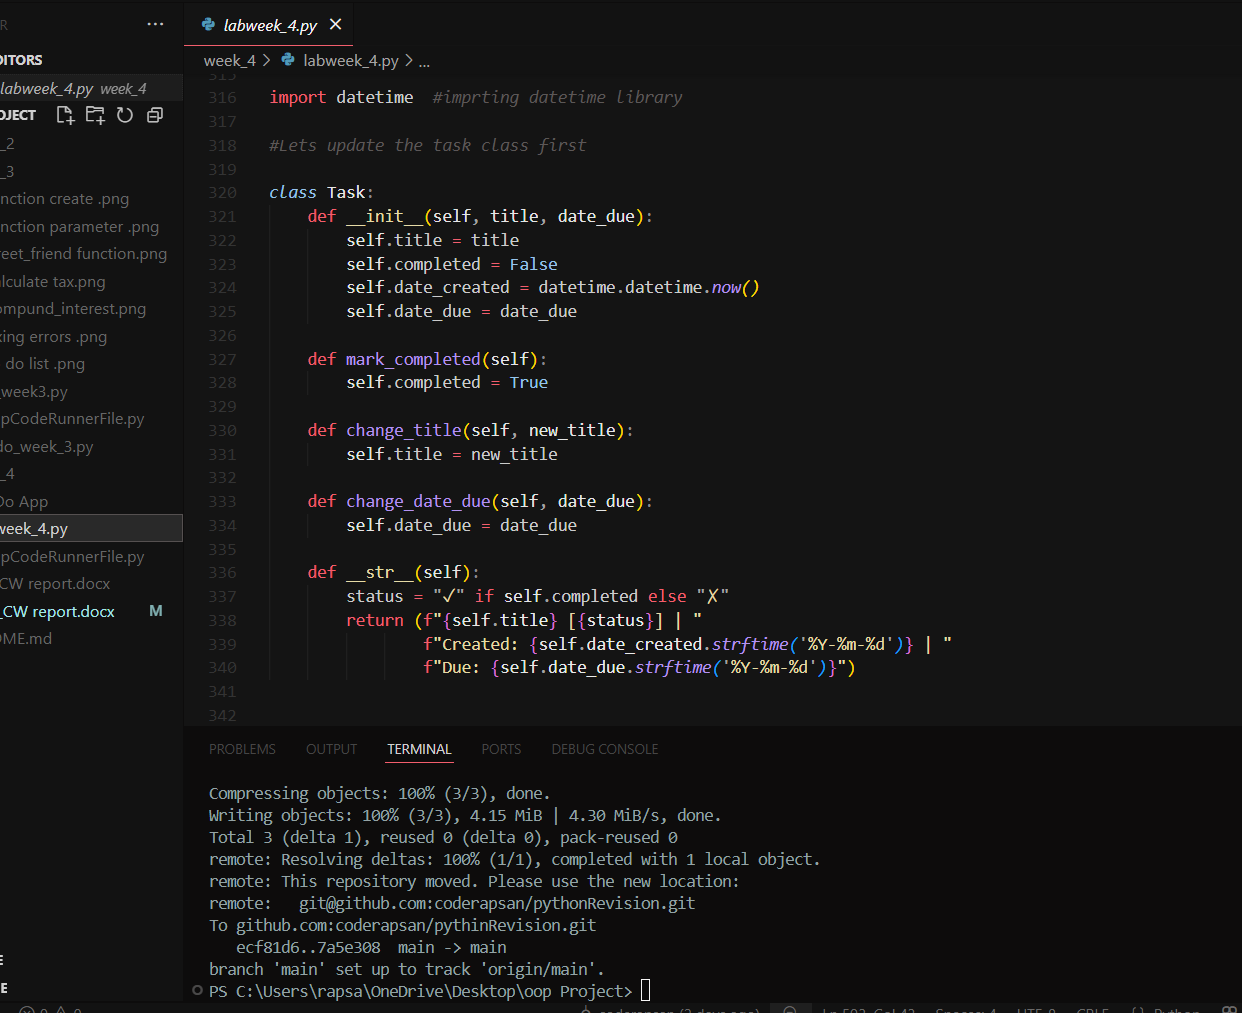 R ...
labweek_4.py
DITORS
week_4 > labweek_4.py > ...
labweek_4.py week_4
OJECT
_2
_3
nction create .png
nction parameter .png
reet_friend function.png
lculate tax.png
ompund_interest.png
king errors .png
do list .png
_week3.py
pCodeRunnerFile.py
do_week_3.py
_4
Do App
week_4.py
pCodeRunnerFile.py
CW report.docx
_CW report.docx M
OME.md
E
E
315
316 import datetime #imprting datetime library
317
318 #Lets update the task class first
319
320 class Task:
321 def __init__(self, title, date_due):
322 self.title = title
323 self.completed = False
324 self.date_created = datetime.datetime.now()
325 self.date_due = date_due
326
327 def mark_completed(self):
328 self.completed = True
329
330 def change_title(self, new_title):
331 self.title = new_title
332
333 def change_date_due(self, date_due):
334 self.date_due = date_due
335
336 def __str__(self):
337 status = "✓" if self.completed else "✗"
338 return (f"{self.title} [{status}] | "
339 f"Created: {self.date_created.strftime('%Y-%m-%d')} | "
340 f"Due: {self.date_due.strftime('%Y-%m-%d')}")
341
342
PROBLEMS OUTPUT TERMINAL PORTS DEBUG CONSOLE
Compressing objects: 100% (3/3), done.
Writing objects: 100% (3/3), 4.15 MiB | 4.30 MiB/s, done.
Total 3 (delta 1), reused 0 (delta 0), pack-reused 0
remote: Resolving deltas: 100% (1/1), completed with 1 local object.
remote: This repository moved. Please use the new location:
remote: git@github.com:coderapsan/pythonRevision.git
To github.com:coderapsan/pythinRevision.git
ecf81d6..7a5e308 main -> main
branch 'main' set up to track 'origin/main'.
PS C:\Users\rapsa\OneDrive\Desktop\oop Project>